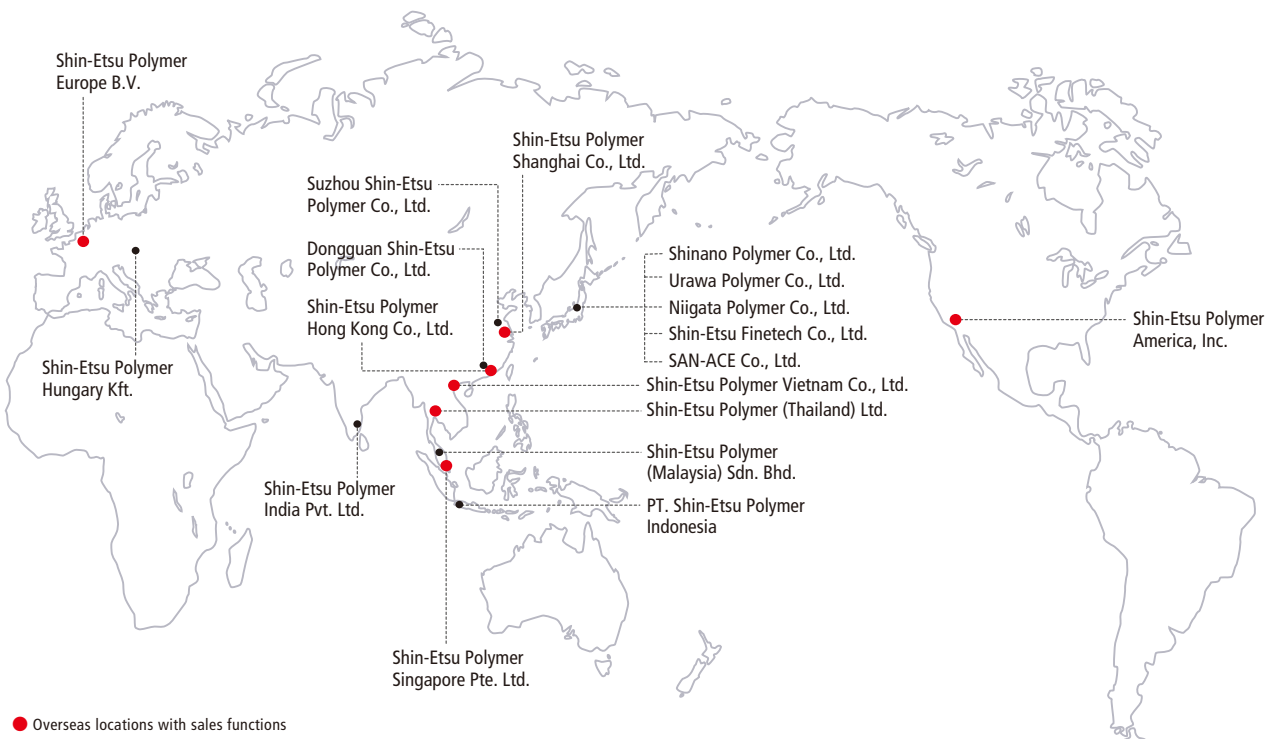 Shin-Etsu Polymer
Europe B.V.
Shin-Etsu Polymer
Shanghai Co., Ltd.
Suzhou Shin-Etsu
Polymer Co., Ltd.
Dongguan Shin-Etsu
Polymer Co., Ltd.
Shin-Etsu Polymer
Hong Kong Co., Ltd.
Shinano Polymer Co., Ltd.
Urawa Polymer Co., Ltd.
Niigata Polymer Co., Ltd.
Shin-Etsu Finetech Co., Ltd.
SAN-ACE Co., Ltd.
Shin-Etsu Polymer
America, Inc.
Shin-Etsu Polymer
Hungary Kft.
Shin-Etsu Polymer Vietnam Co., Ltd.
Shin-Etsu Polymer (Thailand) Ltd.
Shin-Etsu Polymer
(Malaysia) Sdn. Bhd.
Shin-Etsu Polymer
India Pvt. Ltd.
PT. Shin-Etsu Polymer
Indonesia
Shin-Etsu Polymer
Singapore Pte. Ltd.
Overseas locations with sales functions